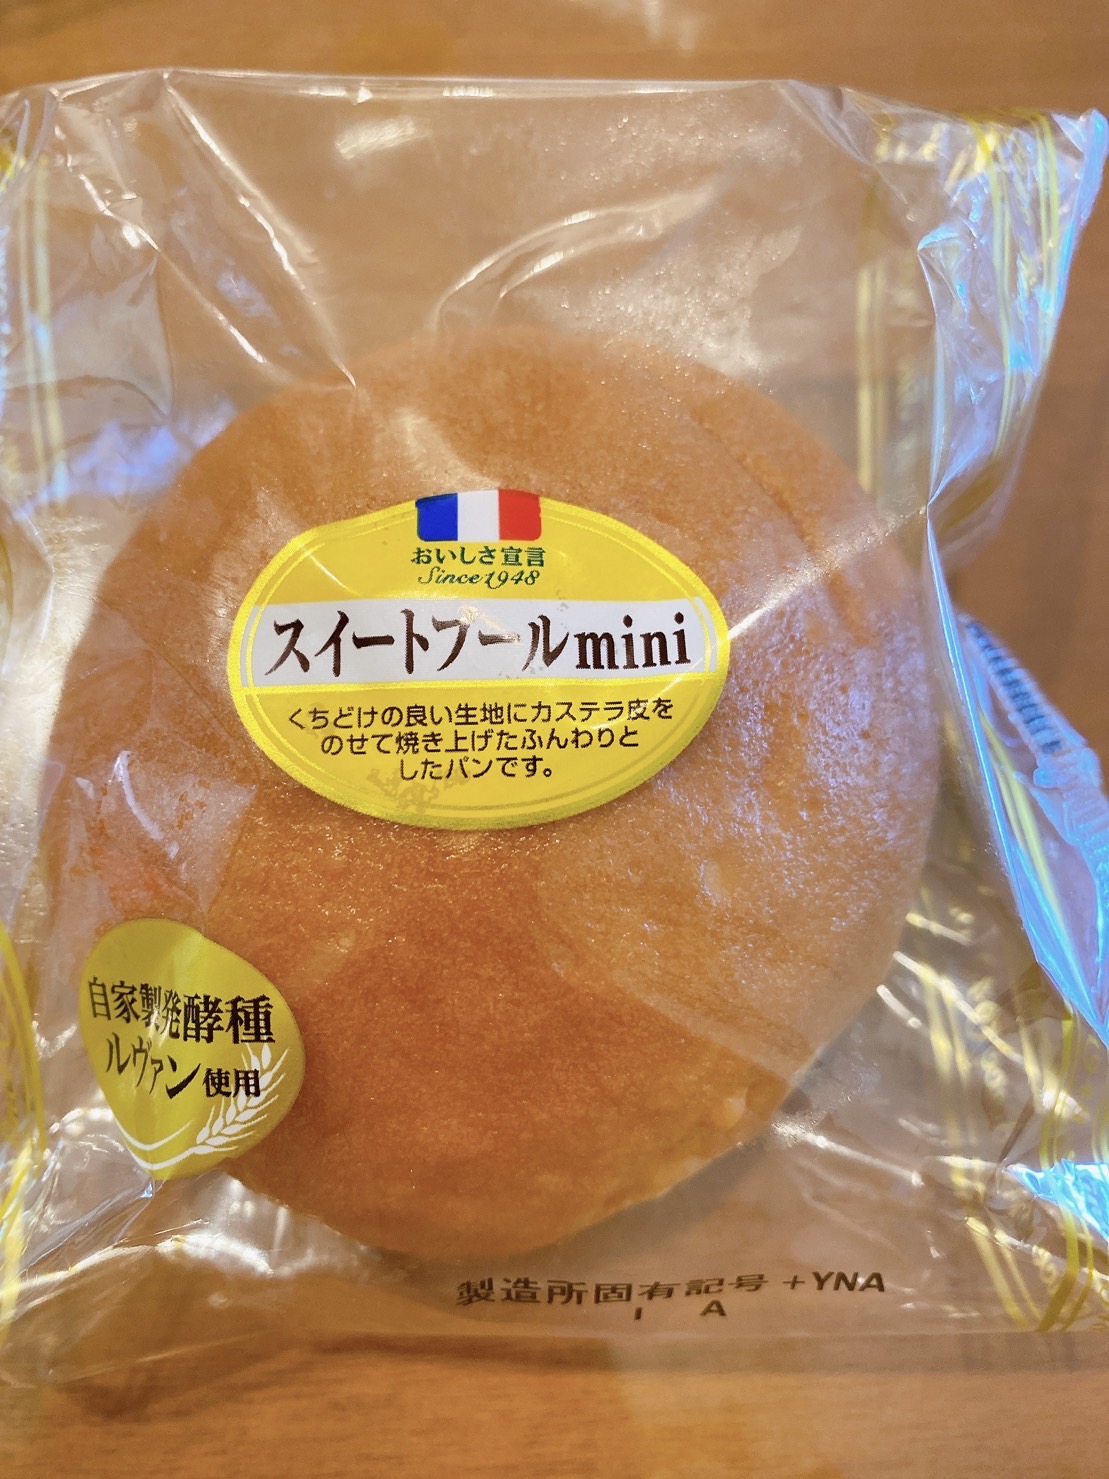 おいしさ宣言
Since1948
スイートブールmini
くちどけの良い生地にカステラ皮を
のせて焼き上げたふんわりと
したパンです。
自家製発酵種
ルヴァン使用
製造所固有記号 +YNA
I A